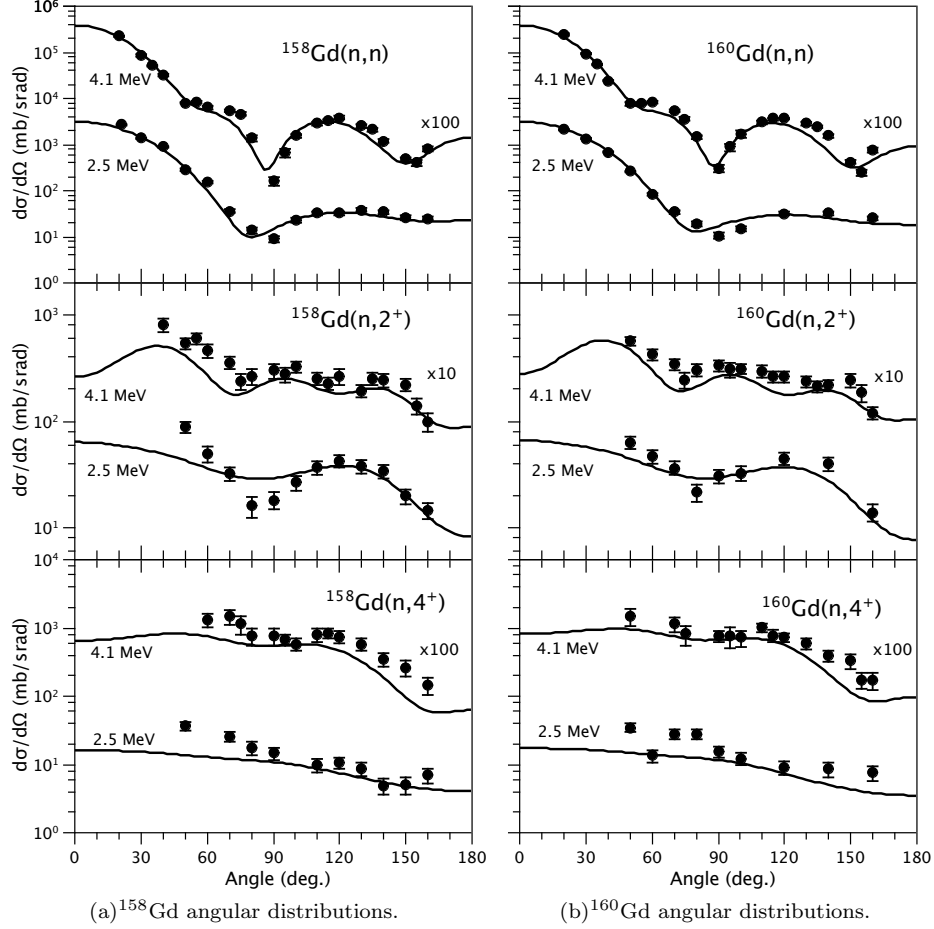 10⁶
10⁵
10⁴
10³
10²
10¹
10⁰
dσ/dΩ (mb/srad)
¹⁵⁸Gd(n,n)
4.1 MeV
x100
2.5 MeV
¹⁶⁰Gd(n,n)
4.1 MeV
x100
2.5 MeV
10³
10²
10¹
dσ/dΩ (mb/srad)
¹⁵⁸Gd(n,2⁺)
x10
4.1 MeV
2.5 MeV
¹⁶⁰Gd(n,2⁺)
x10
4.1 MeV
2.5 MeV
10⁴
10³
10²
10¹
10⁰
dσ/dΩ (mb/srad)
¹⁵⁸Gd(n,4⁺)
4.1 MeV
x100
2.5 MeV
¹⁶⁰Gd(n,4⁺)
4.1 MeV
x100
2.5 MeV
0 30 60 90 120 150 180
Angle (deg.)
0 30 60 90 120 150 180
Angle (deg.)
(a)¹⁵⁸Gd angular distributions.
(b)¹⁶⁰Gd angular distributions.